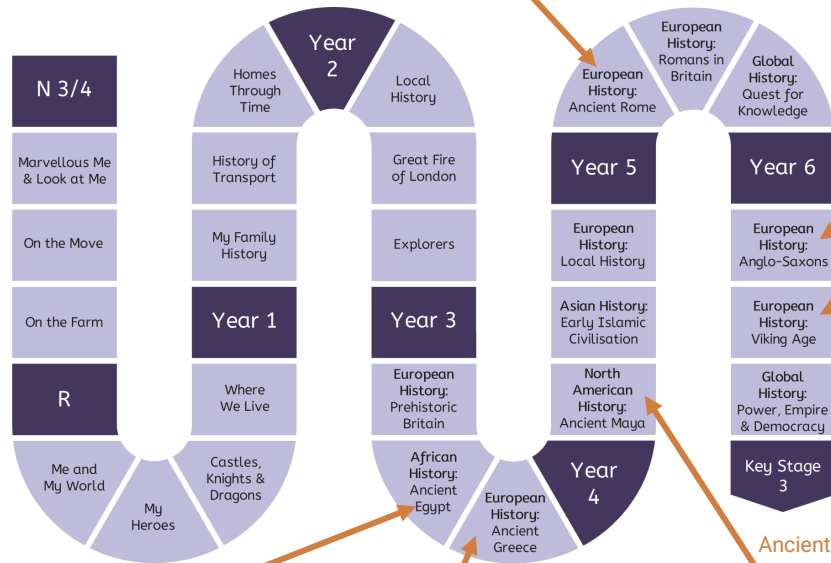 N 3/4
Marvellous Me
& Look at Me
On the Move
On the Farm
R
Me and
My World
My
Heroes
Castles,
Knights &
Dragons
Where
We Live
Year 1
My Family
History
History of
Transport
Homes
Through
Time
Year
2
Local
History
Great Fire
of London
Explorers
Year 3
European
History:
Prehistoric
Britain
African
History:
Ancient
Egypt
European
History:
Ancient
Greece
Year
4
North
American
History:
Ancient Maya
Asian History:
Early Islamic
Civilisation
European
History:
Local History
Year 5
European
History:
Ancient Rome
European
History:
Romans in
Britain
Global
History:
Quest for
Knowledge
Year 6
European
History:
Anglo-Saxons
European
History:
Viking Age
Global
History:
Power, Empire
& Democracy
Key Stage
3
Ancient